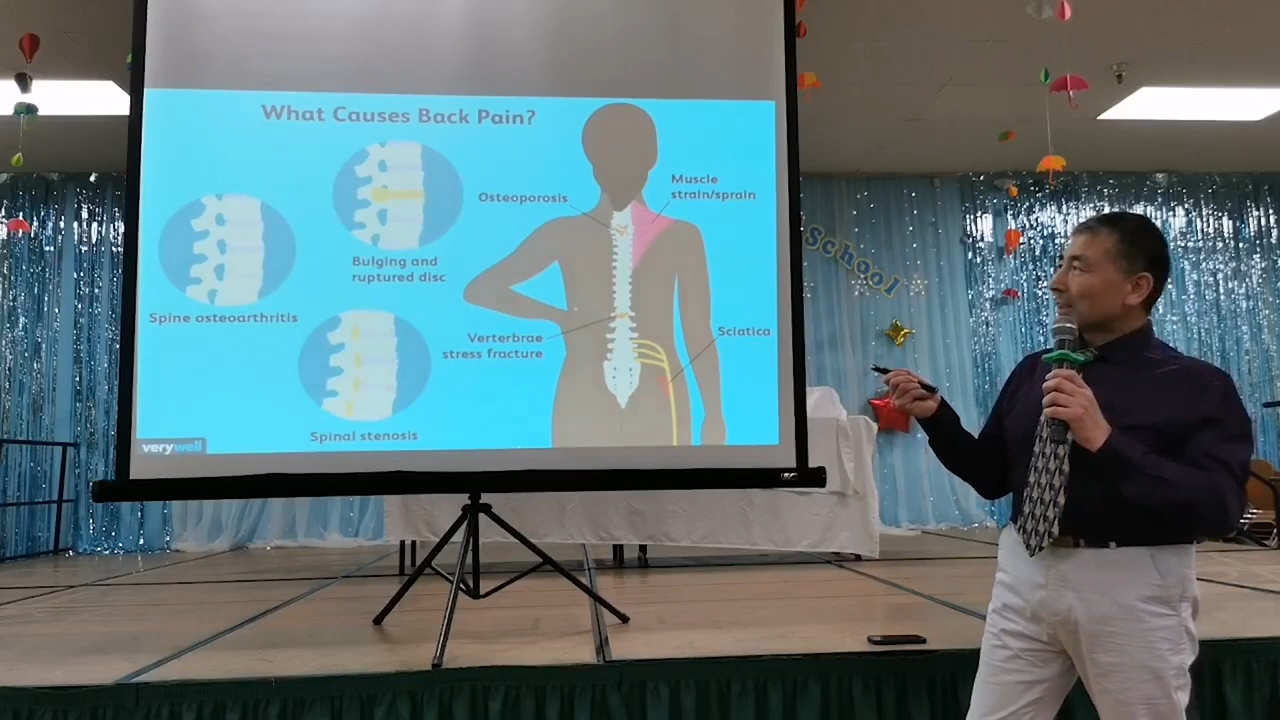 What Causes Back Pain?
Osteoporosis
Muscle
strain/sprain
Bulging and
ruptured disc
Spine osteoarthritis
Verterbrae
stress fracture
Sciatica
Spinal stenosis
verywell
School